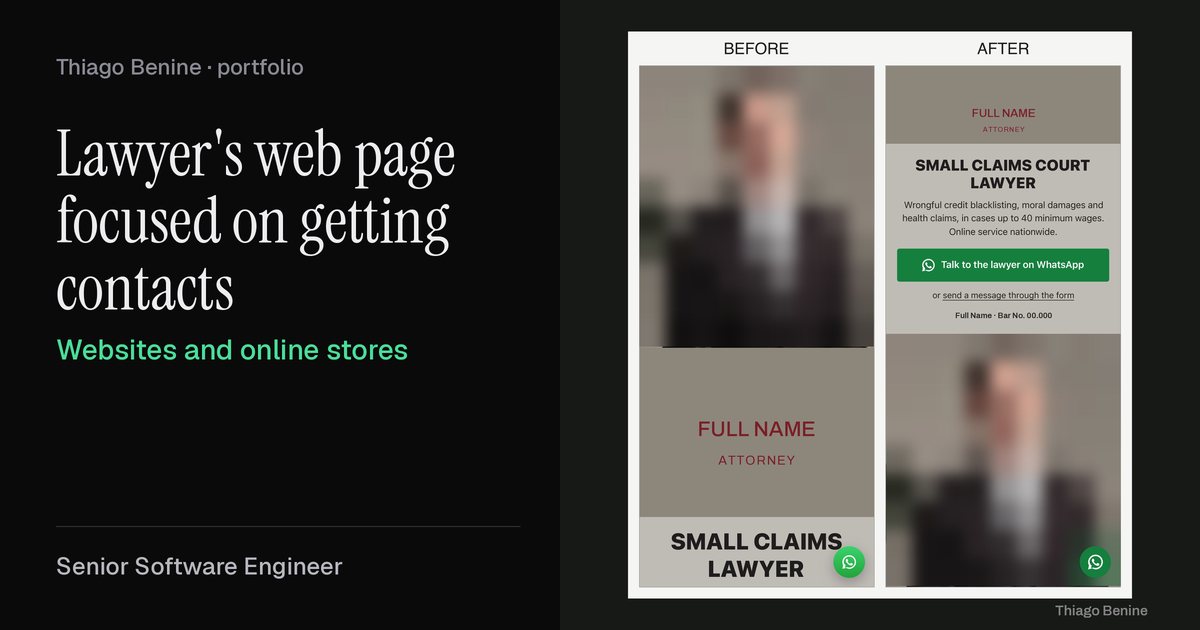 Thiago Benine · portfolio
Lawyer's web page
focused on getting
contacts
Websites and online stores
Senior Software Engineer
BEFORE
FULL NAME
ATTORNEY
SMALL CLAIMS
LAWYER
AFTER
FULL NAME
ATTORNEY
SMALL CLAIMS COURT
LAWYER
Wrongful credit blacklisting, moral damages and
health claims, in cases up to 40 minimum wages.
Online service nationwide.
Talk to the lawyer on WhatsApp
or send a message through the form
Full Name · Bar No. 00.000
Thiago Benine